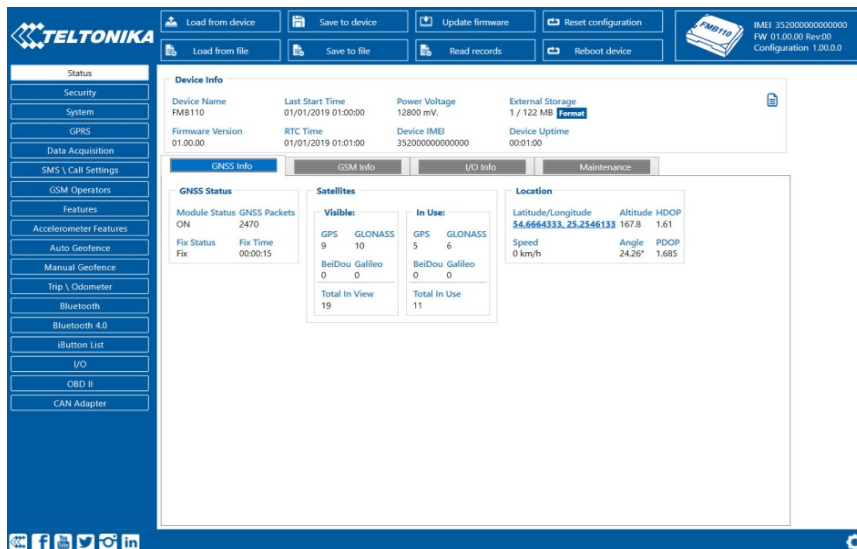 TELTONIKA
Load from device
Save to device
Update firmware
Reset configuration
Load from file
Save to file
Read records
Reboot device
FMB110
IMEI 352000000000000
FW 01.00.00 Rev:00
Configuration 1.00.0.0
Status
Security
System
GPRS
Data Acquisition
SMS \ Call Settings
GSM Operators
Features
Accelerometer Features
Auto Geofence
Manual Geofence
Trip \ Odometer
Bluetooth
Bluetooth 4.0
iButton List
I/O
OBD II
CAN Adapter
Device Info
Device Name Last Start Time Power Voltage External Storage
FMB110 01/01/2019 01:00:00 12800 mV. 1 / 122 MB Format
Firmware Version RTC Time Device IMEI Device Uptime
01.00.00 01/01/2019 01:01:00 352000000000000 00:01:00
GNSS Info GSM Info I/O Info Maintenance
GNSS Status
Module Status GNSS Packets
ON 2470
Fix Status Fix Time
Fix 00:00:15
Satellites
Visible:
GPS GLONASS
9 10
BeiDou Galileo
0 0
Total In View
19
In Use:
GPS GLONASS
5 6
BeiDou Galileo
0 0
Total In Use
11
Location
Latitude/Longitude Altitude HDOP
54.6664333, 25.2546133 167.8 1.61
Speed Angle PDOP
0 km/h 24.26° 1.685